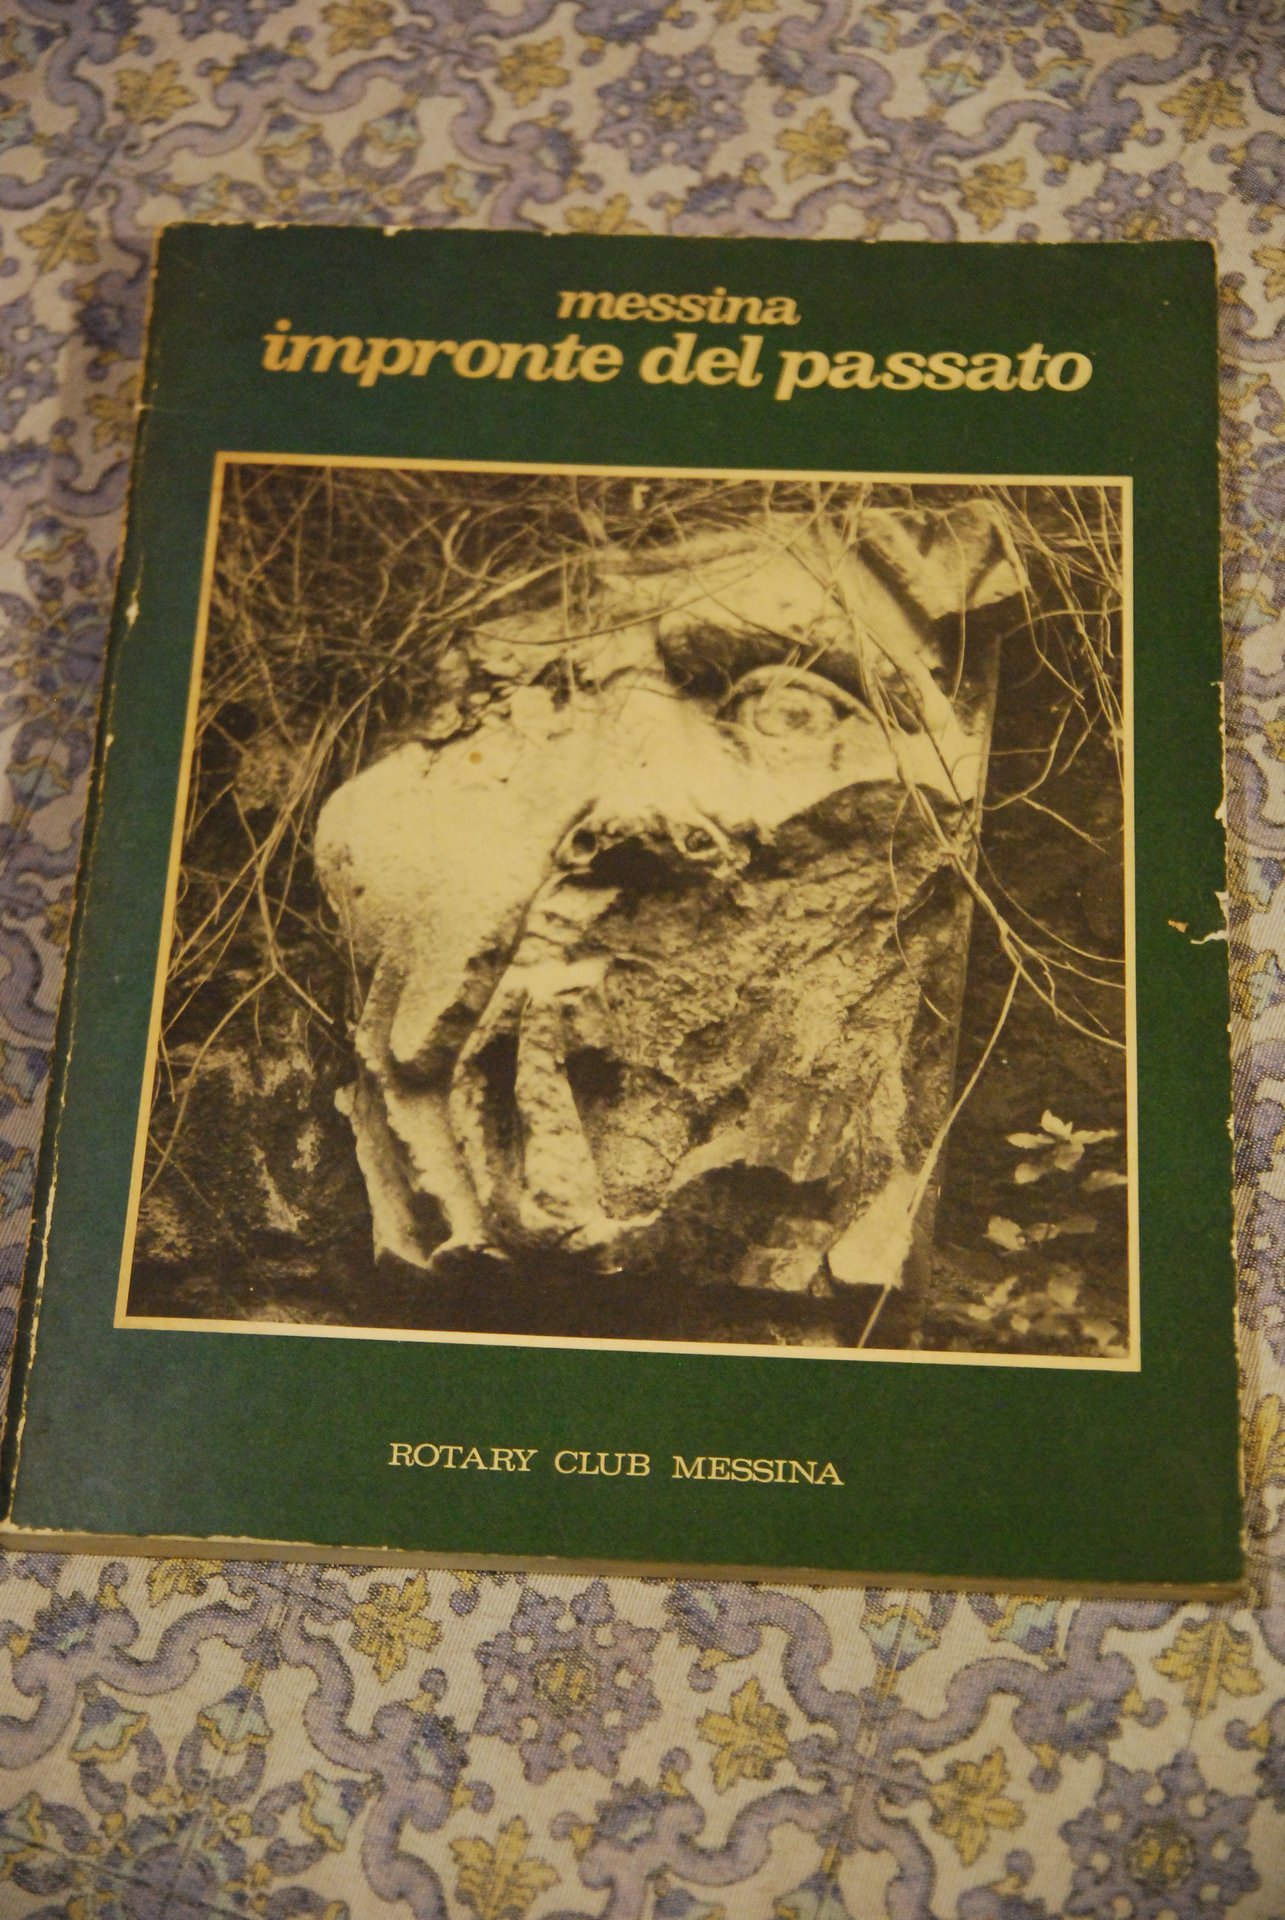 messina
impronte del passato
ROTARY CLUB MESSINA